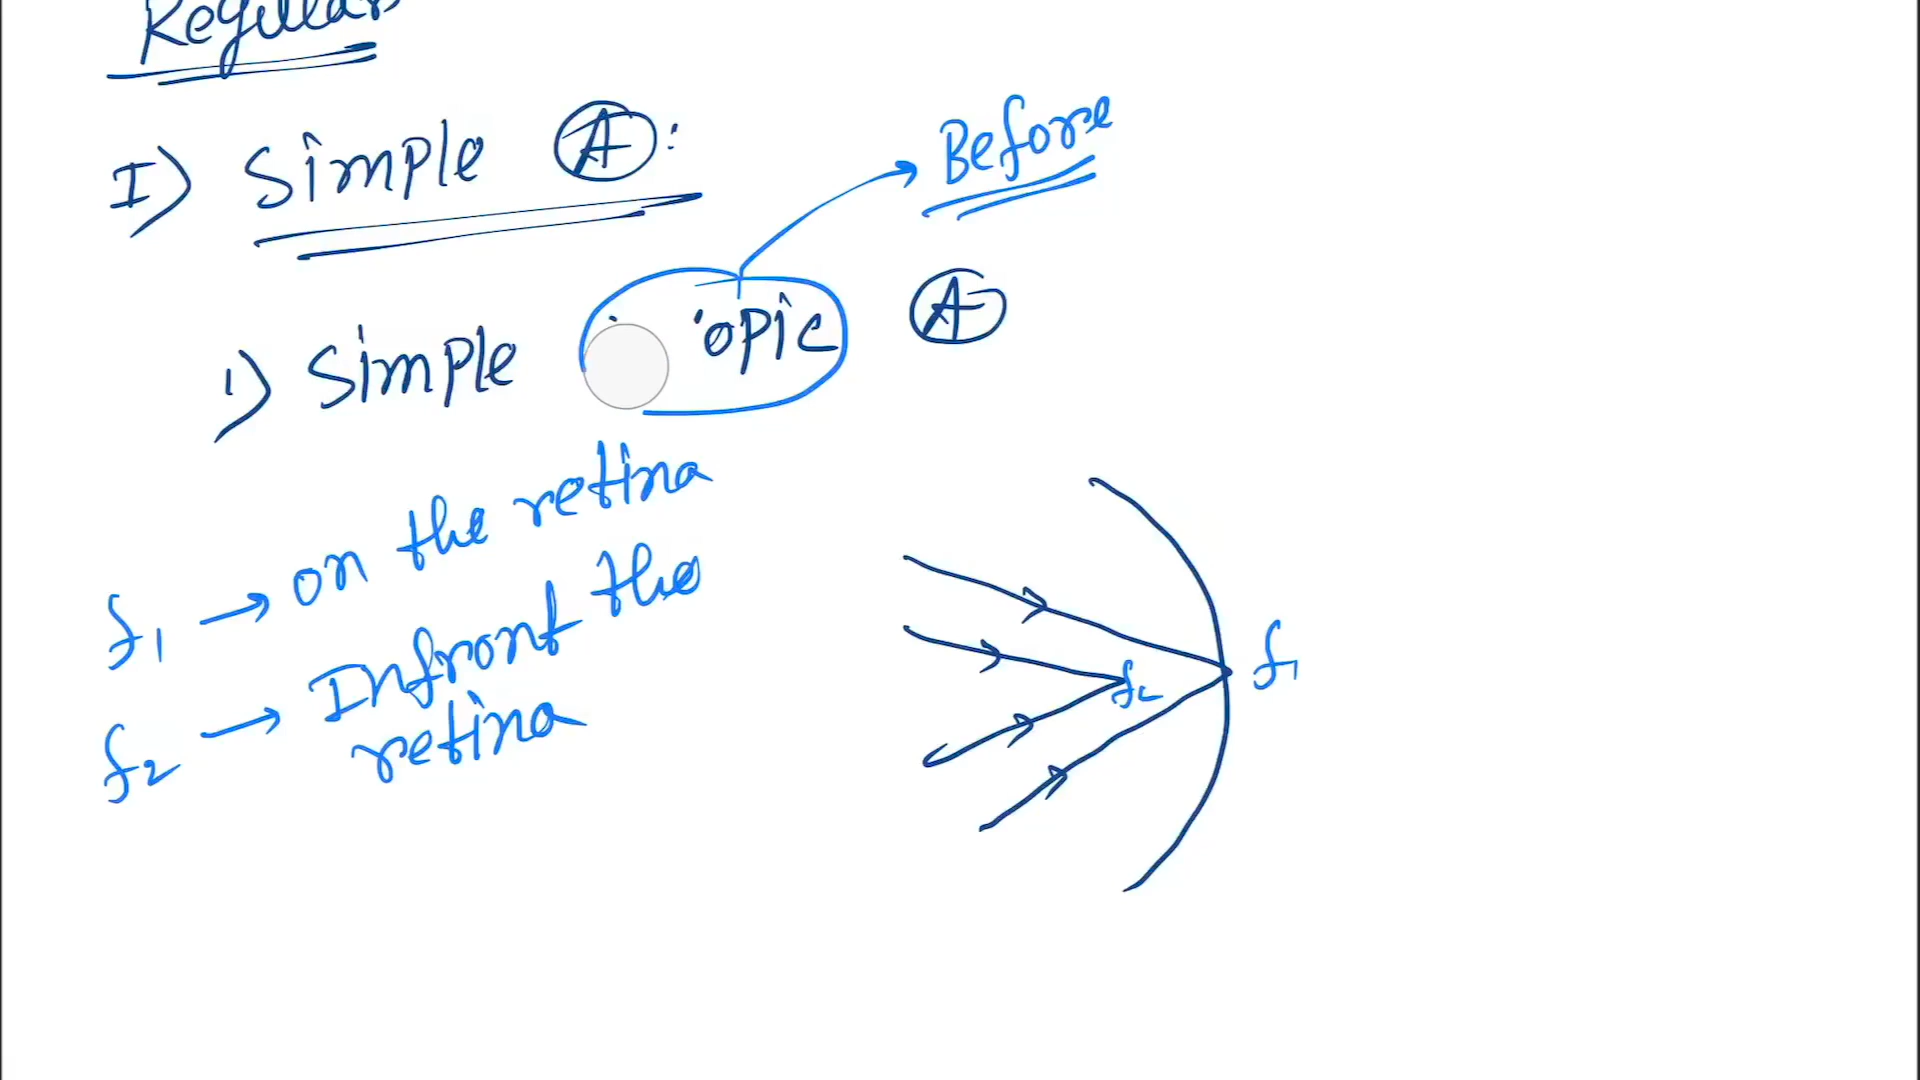 I) Simple A:
Before
1) Simple opic A
f1 → on the retina
f2 → Infront the
retina
f2
f1